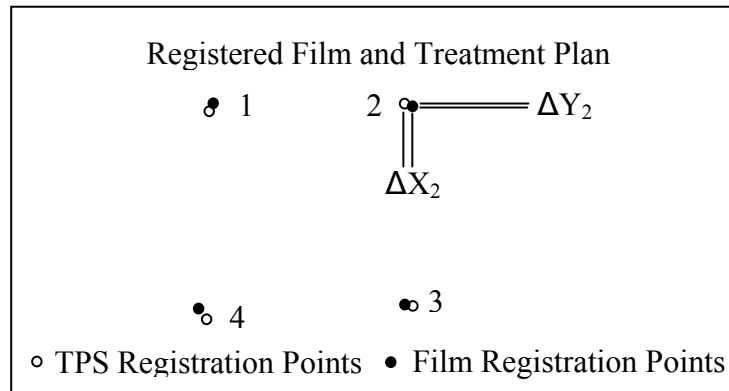 Registered Film and Treatment Plan
1 2 ΔY₂
ΔX₂
4 3
TPS Registration Points Film Registration Points